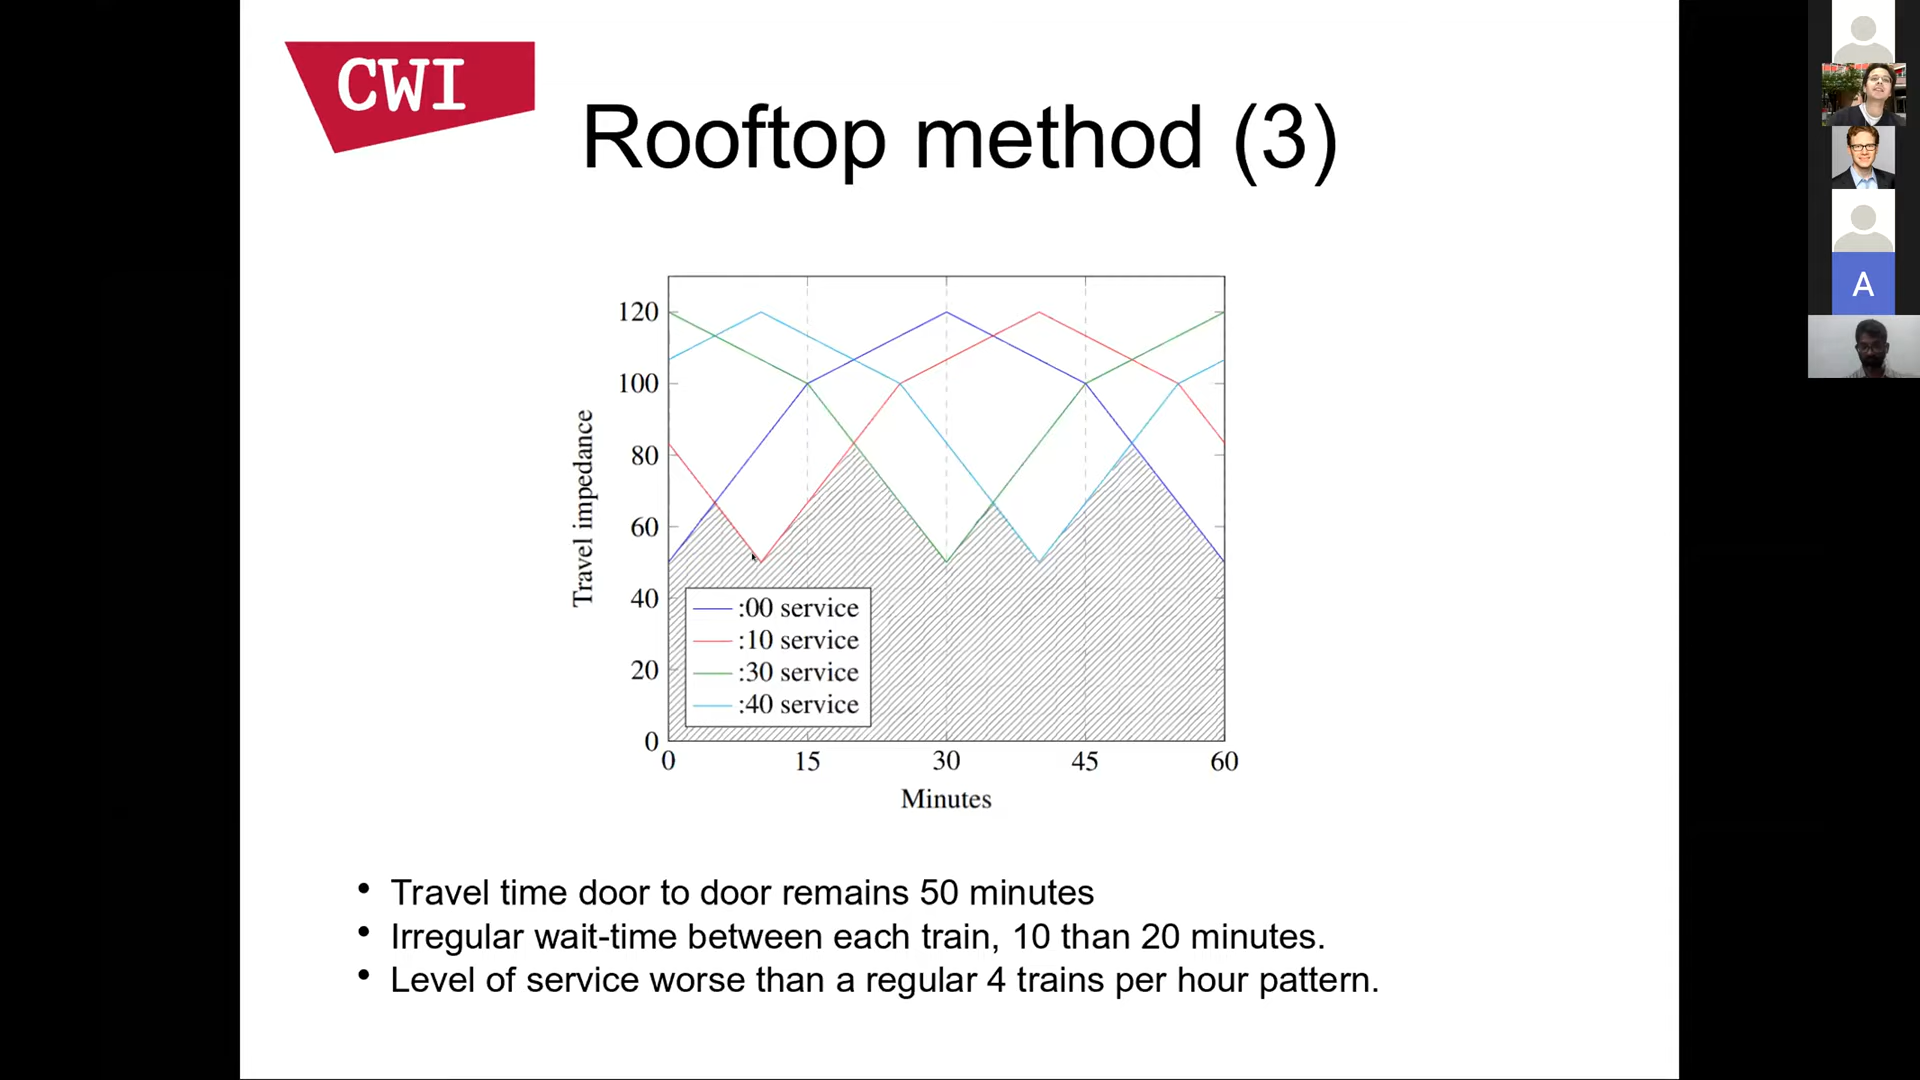 CWI
Rooftop method (3)
120
100
80
60
40
20
0
Travel impedance
:00 service
:10 service
:30 service
:40 service
0 15 30 45 60
Minutes
• Travel time door to door remains 50 minutes
• Irregular wait-time between each train, 10 than 20 minutes.
• Level of service worse than a regular 4 trains per hour pattern.
A